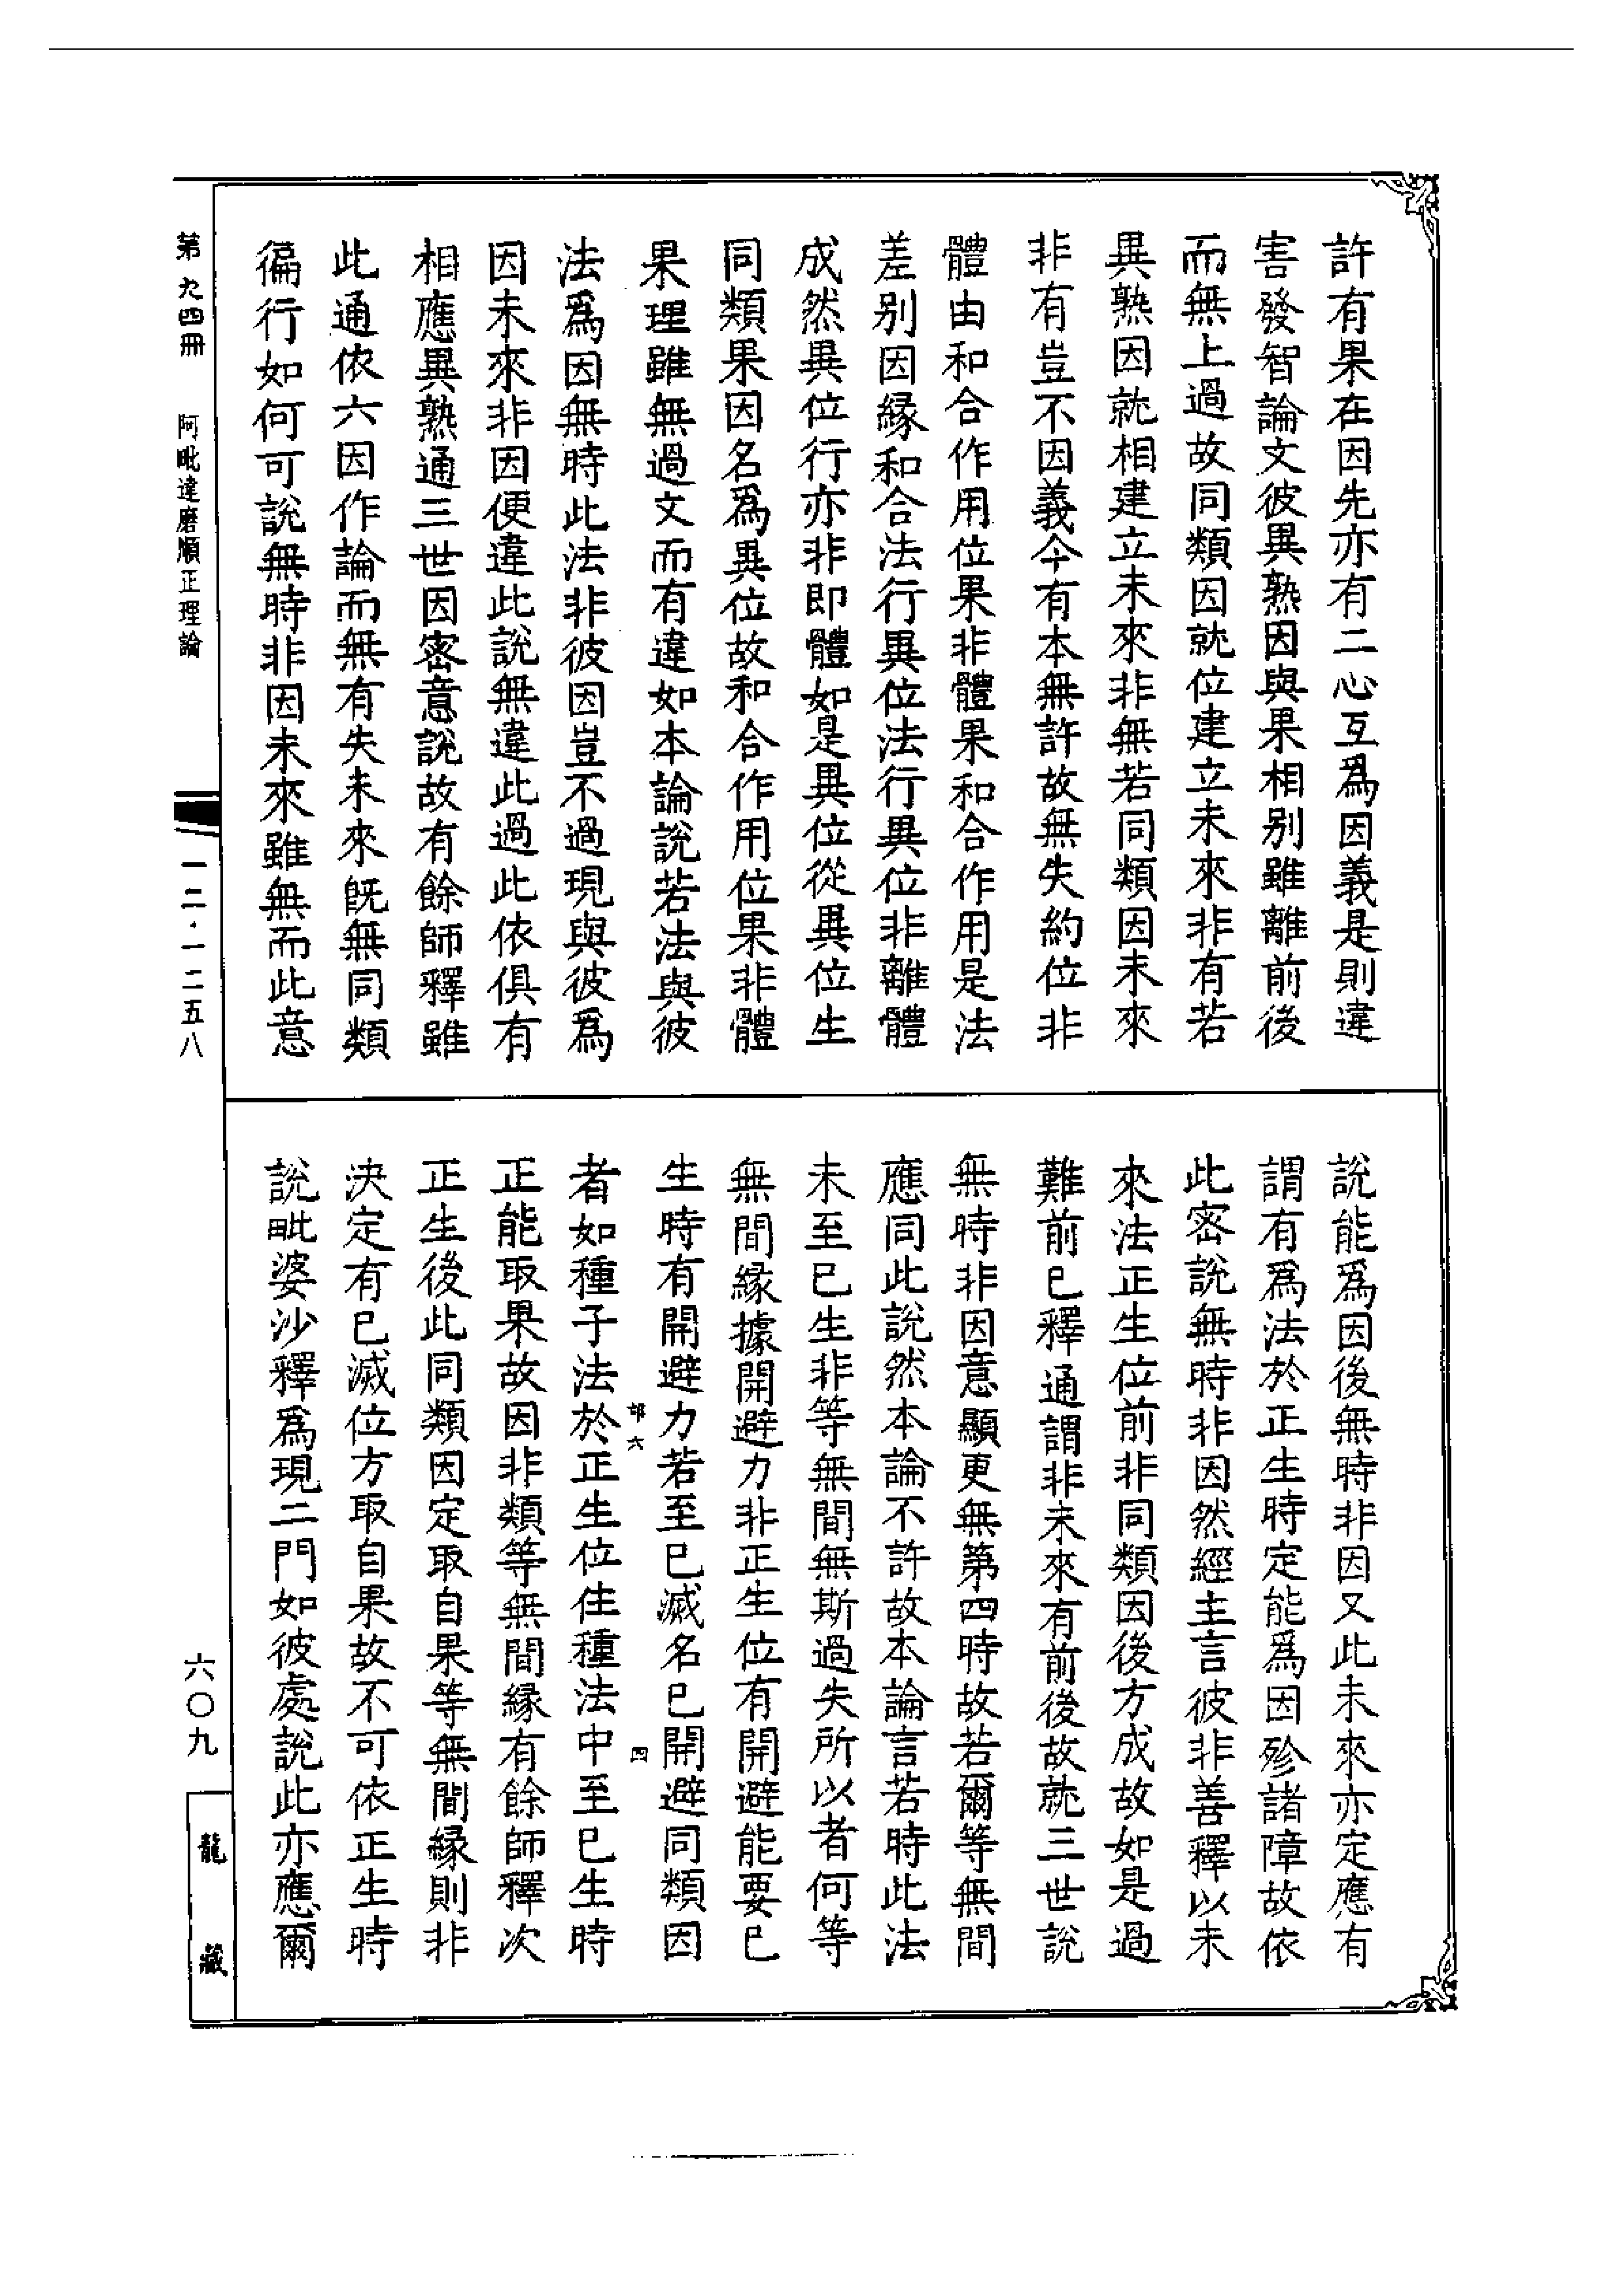 許有果在因先亦有二心互爲因義是則違
害發智論文彼異熟因與果相別雖離前後
而無上過故同類因就位建立未來非有若
異熟因就相建立未來非無若同類因未來
非有豈不因義今有本無許故無失約位非
體由和合作用位果非體果和合作用是法
差別因緣和合法行異位法行異位非離體
成然異位行亦非即體如是異位從異位生
同類果因名爲異位故和合作用位果非體
果理雖無過文而有違如本論說若法與彼
法爲因無時此法非彼因豈不過現與彼爲
因未來非因便違此說無違此過此依俱有
相應異熟通三世因密意說故有餘師釋雖
此通依六因作論而無有失未來旣無同類
徧行如何可說無時非因未來雖無而此意
說能爲因後無時非因又此未來亦定應有
謂有爲法於正生時定能爲因殄諸障故依
此密說無時非因然經主言彼非善釋以未
來法正生位前非同類因後方成故如是過
難前已釋通謂非未來有前後故就三世說
無時非因意顯更無第四時故若爾等無間
應同此說然本論不許故本論言若時此法
未至已生非等無間無斯過失所以者何等
無間緣據開避力非正生位有開避能要已
生時有開避力若至已滅名已開避同類因
者如種子法於正生位住種法中至已生時
正能取果故因非類等無間緣有餘師釋次
正生後此同類因定取自果等無間緣則非
決定有已滅位方取自果故不可依正生時
說毗婆沙釋爲現二門如彼處說此亦應爾
四
第九四冊
阿毗達磨順正理論
一二·一二五八
六〇九
龍藏